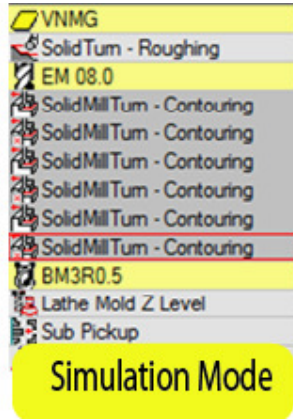 VNMG
SolidTurn - Roughing
EM 08.0
SolidMillTurn - Contouring
SolidMillTurn - Contouring
SolidMillTurn - Contouring
SolidMillTurn - Contouring
SolidMillTurn - Contouring
SolidMillTurn - Contouring
BM3R0.5
Lathe Mold Z Level
Sub Pickup
Simulation Mode